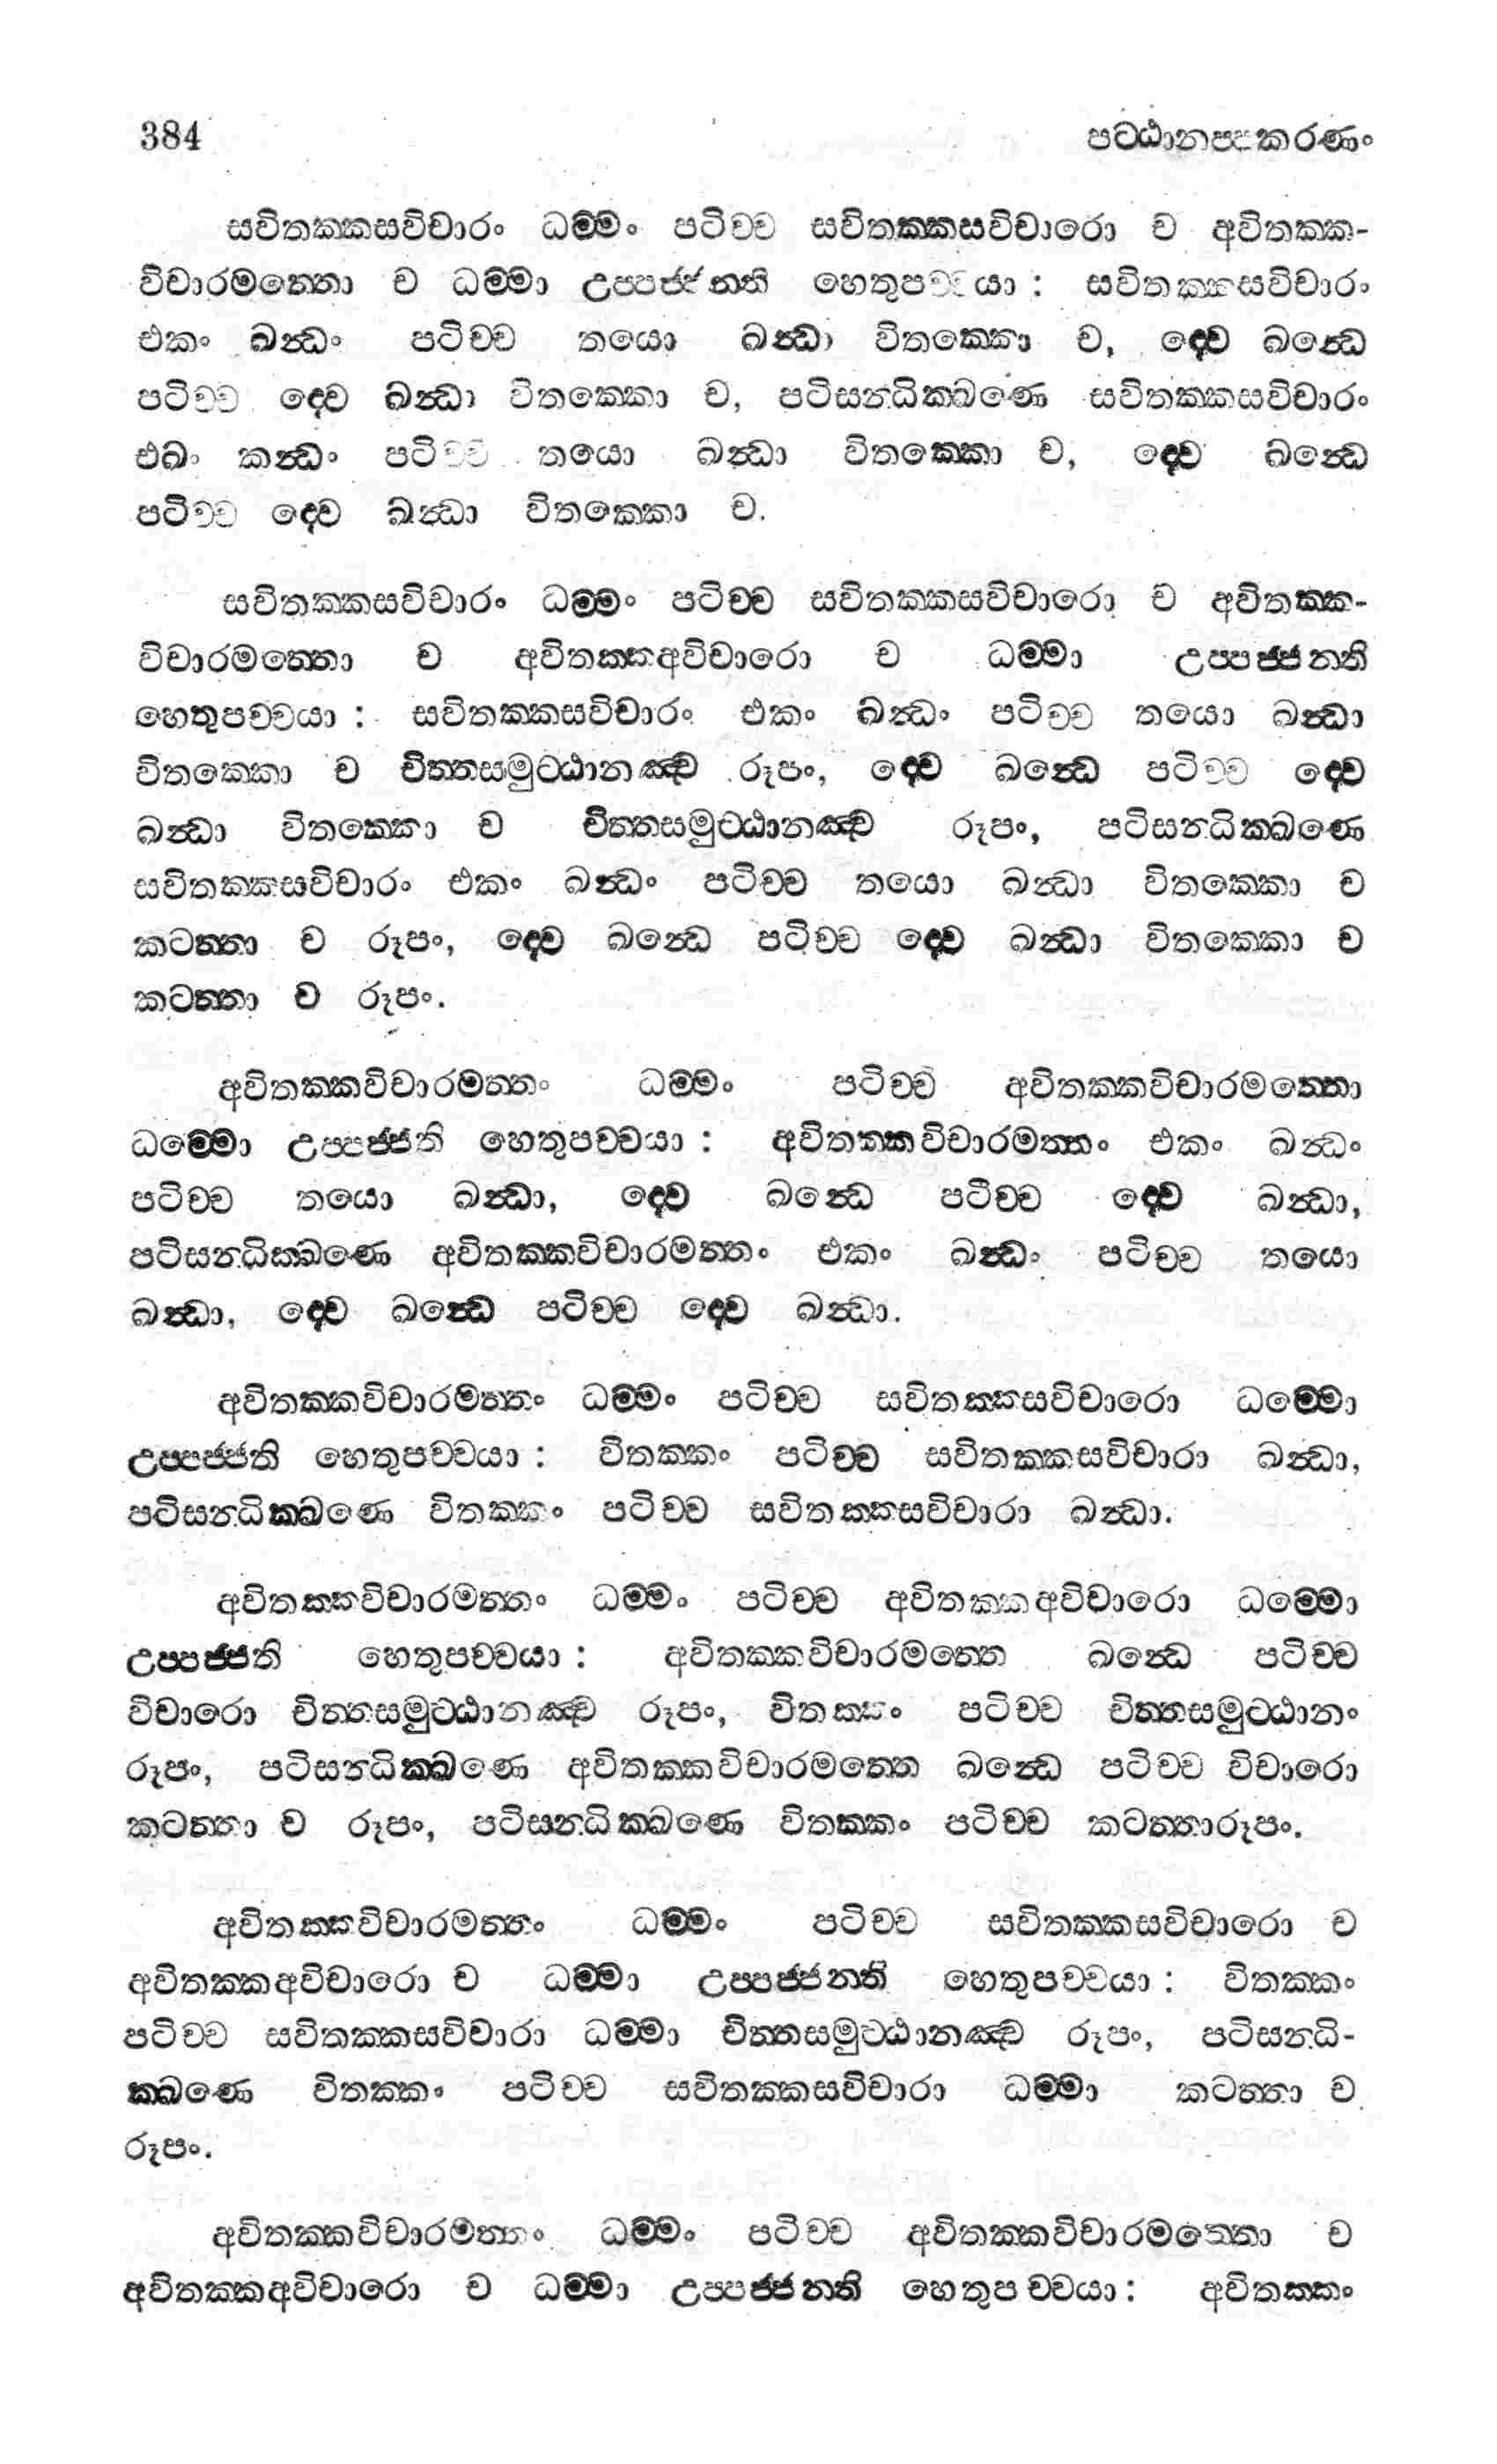 384 පට්ඨානප්පකරණං
සවිතක්කසවිචාරං ධම්මං පටිච්ච සවිතක්කසවිචාරො ච අවිතක්ක-
විචාරමත්තො ච ධම්මා උප්පජ්ජන්ති හෙතුපච්චයා : සවිතක්කසවිචාරං
එකං ඛන්ධං පටිච්ච තයො ඛන්ධා විතක්කො ච, ද්වෙ ඛන්ධෙ
පටිච්ච ද්වෙ ඛන්ධා විතක්කො ච, පටිසන්ධික්ඛණෙ සවිතක්කසවිචාරං
එඛං කන්ධං පටිච්ච තයො ඛන්ධා විතක්කො ච, ද්වෙ ඛන්ධෙ
පටිච්ච ද්වෙ ඛන්ධා විතක්කො ච.
සවිතක්කසවිචාරං ධම්මං පටිච්ච සවිතක්කසවිචාරො ච අවිතක්ක-
විචාරමත්තො ච අවිතක්කඅවිචාරො ච ධම්මා උප්පජ්ජන්ති
හෙතුපච්චයා : සවිතක්කසවිචාරං එකං ඛන්ධං පටිච්ච තයො ඛන්ධා
විතක්කො ච චිත්තසමුට්ඨානඤ්ච රූපං, ද්වෙ ඛන්ධෙ පටිච්ච ද්වෙ
ඛන්ධා විතක්කො ච චිත්තසමුට්ඨානඤ්ච රූපං, පටිසන්ධික්ඛණෙ
සවිතක්කසවිචාරං එකං ඛන්ධං පටිච්ච තයො ඛන්ධා විතක්කො ච
කටත්තා ච රූපං, ද්වෙ ඛන්ධෙ පටිච්ච ද්වෙ ඛන්ධා විතක්කො ච
කටත්තා ච රූපං.
අවිතක්කවිචාරමත්තං ධම්මං පටිච්ච අවිතක්කවිචාරමත්තො
ධම්මො උප්පජ්ජති හෙතුපච්චයා : අවිතක්කවිචාරමත්තං එකං ඛන්ධං
පටිච්ච තයො ඛන්ධා, ද්වෙ ඛන්ධෙ පටිච්ච ද්වෙ ඛන්ධා,
පටිසන්ධික්ඛණෙ අවිතක්කවිචාරමත්තං එකං ඛන්ධං පටිච්ච තයො
ඛන්ධා, ද්වෙ ඛන්ධෙ පටිච්ච ද්වෙ ඛන්ධා.
අවිතක්කවිචාරමත්තං ධම්මං පටිච්ච සවිතක්කසවිචාරො ධම්මො
උප්පජ්ජති හෙතුපච්චයා : විතක්කං පටිච්ච සවිතක්කසවිචාරා ඛන්ධා,
පටිසන්ධික්ඛණෙ විතක්කං පටිච්ච සවිතක්කසවිචාරා ඛන්ධා.
අවිතක්කවිචාරමත්තං ධම්මං පටිච්ච අවිතක්කඅවිචාරො ධම්මො
උප්පජ්ජති හෙතුපච්චයා : අවිතක්කවිචාරමත්තෙ ඛන්ධෙ පටිච්ච
විචාරො චිත්තසමුට්ඨානඤ්ච රූපං, විතක්කං පටිච්ච චිත්තසමුට්ඨානං
රූපං, පටිසන්ධික්ඛණෙ අවිතක්කවිචාරමත්තෙ ඛන්ධෙ පටිච්ච විචාරො
කටත්තා ච රූපං, පටිසන්ධික්ඛණෙ විතක්කං පටිච්ච කටත්තාරූපං.
අවිතක්කවිචාරමත්තං ධම්මං පටිච්ච සවිතක්කසවිචාරො ච
අවිතක්කඅවිචාරො ච ධම්මා උප්පජ්ජන්ති හෙතුපච්චයා : විතක්කං
පටිච්ච සවිතක්කසවිචාරා ධම්මා චිත්තසමුට්ඨානඤ්ච රූපං, පටිසන්ධි-
ක්ඛණෙ විතක්කං පටිච්ච සවිතක්කසවිචාරා ධම්මා කටත්තා ච
රූපං.
අවිතක්කවිචාරමත්තං ධම්මං පටිච්ච අවිතක්කවිචාරමත්තො ච
අවිතක්කඅවිචාරො ච ධම්මා උප්පජ්ජන්ති හෙතුපච්චයා : අවිතක්කං